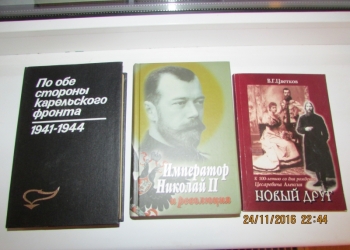 По обе
стороны
карельского
фронта
1941-1944
Император
Николай II
и революция
В.Г.Цветков
К 100-летию со дня рождения
Цесаревича Алексия
НОВЫЙ ДРУГ
24/11/2016 22:44